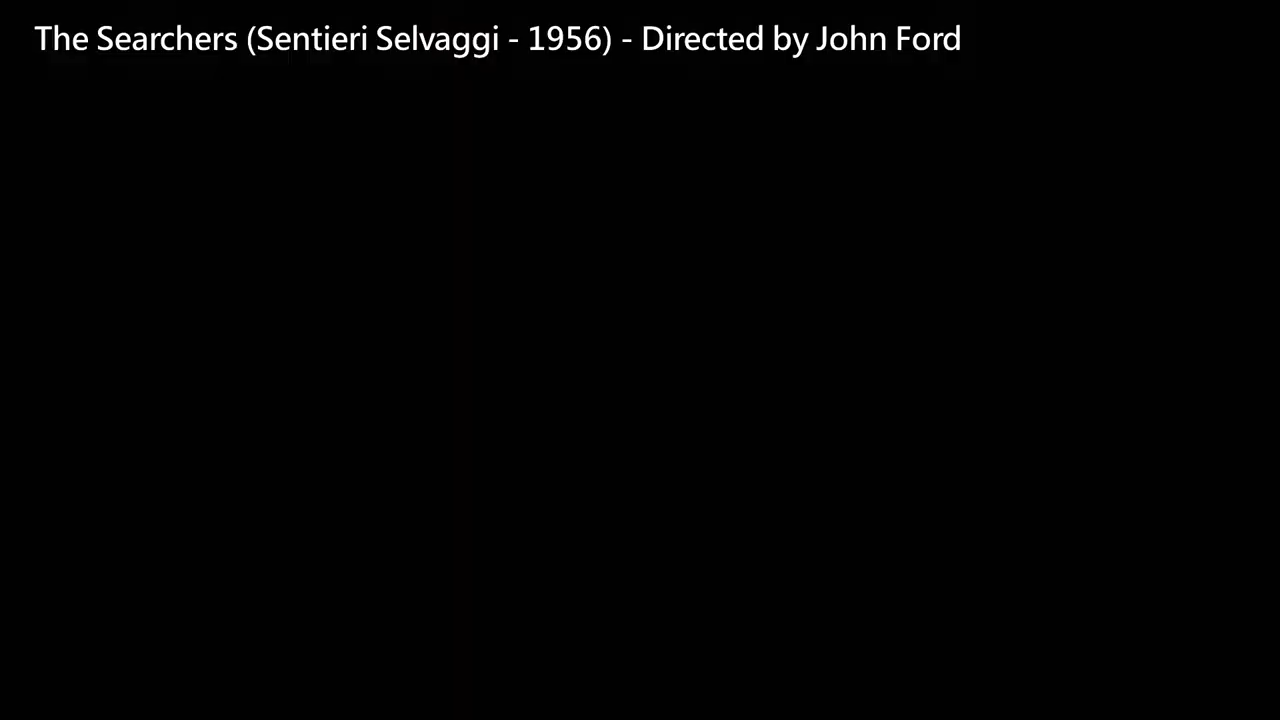 The Searchers (Sentieri Selvaggi - 1956) - Directed by John Ford